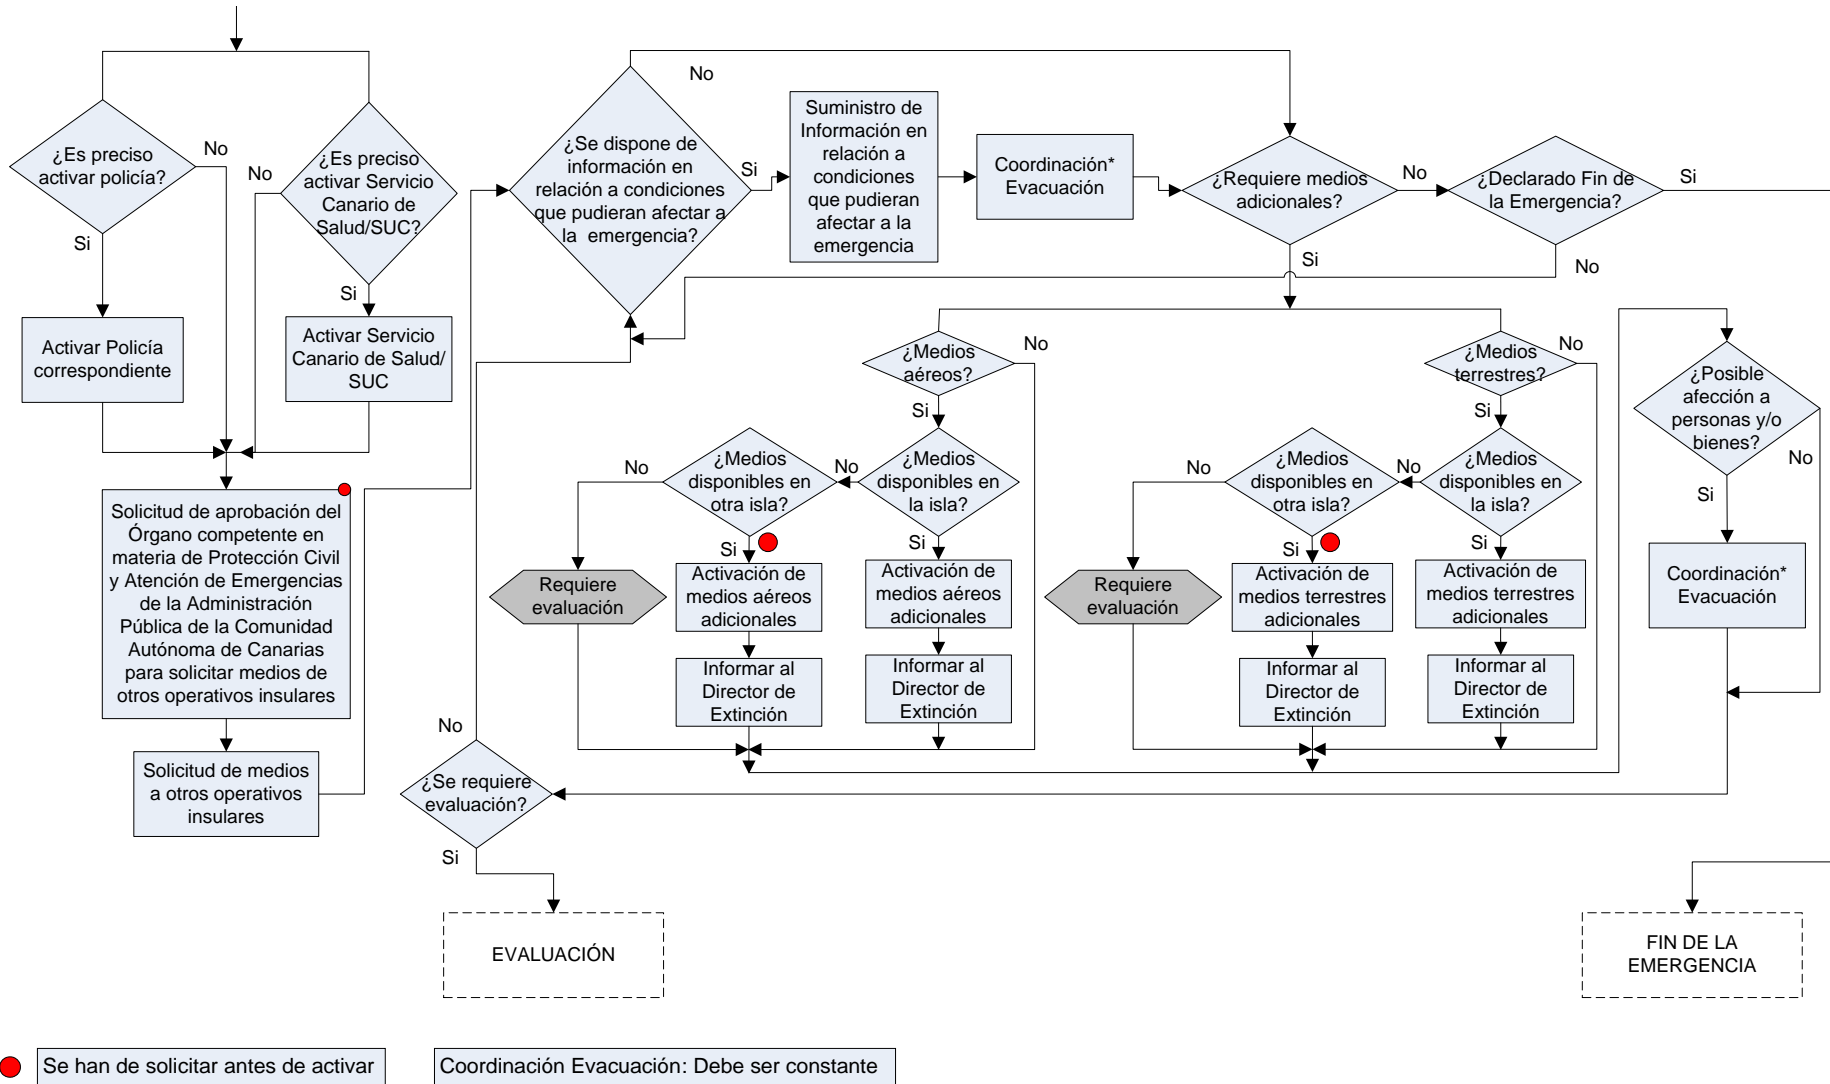 ¿Es preciso
activar policía?
No
Si
Activar Policía
correspondiente
¿Es preciso
activar Servicio
Canario de
Salud/SUC?
No
Si
Activar Servicio
Canario de Salud/
SUC
Solicitud de aprobación del
Órgano competente en
materia de Protección Civil
y Atención de Emergencias
de la Administración
Pública de la Comunidad
Autónoma de Canarias
para solicitar medios de
otros operativos insulares
Solicitud de medios
a otros operativos
insulares
¿Se dispone de
información en
relación a condiciones
que pudieran afectar a
la emergencia?
No
Si
Suministro de
Información en
relación a
condiciones
que pudieran
afectar a la
emergencia
Coordinación*
Evacuación
¿Requiere medios
adicionales?
No
Si
¿Declarado Fin de
la Emergencia?
Si
No
¿Medios
aéreos?
No
Si
¿Medios
disponibles en
la isla?
No
Si
¿Medios
disponibles en
otra isla?
No
Si
Requiere
evaluación
Activación de
medios aéreos
adicionales
Activación de
medios aéreos
adicionales
Informar al
Director de
Extinción
Informar al
Director de
Extinción
¿Medios
terrestres?
No
Si
¿Medios
disponibles en
la isla?
No
Si
¿Medios
disponibles en
otra isla?
No
Si
Requiere
evaluación
Activación de
medios terrestres
adicionales
Activación de
medios terrestres
adicionales
Informar al
Director de
Extinción
Informar al
Director de
Extinción
¿Posible
afección a
personas y/o
bienes?
No
Si
Coordinación*
Evacuación
¿Se requiere
evaluación?
No
Si
EVALUACIÓN
FIN DE LA
EMERGENCIA
Se han de solicitar antes de activar
Coordinación Evacuación: Debe ser constante